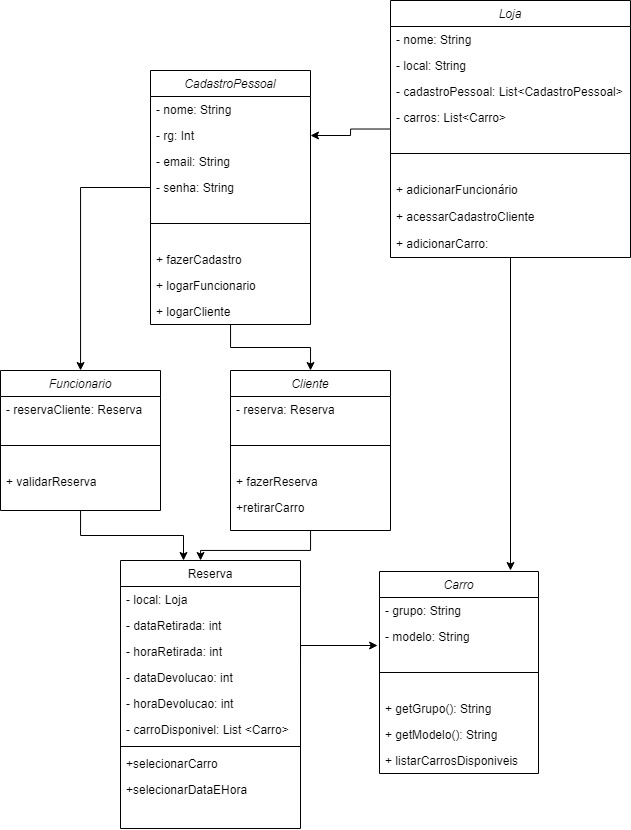 Loja
- nome: String
- local: String
- cadastroPessoal: List<CadastroPessoal>
- carros: List<Carro>
+ adicionarFuncionário
+ acessarCadastroCliente
+ adicionarCarro:
CadastroPessoal
- nome: String
- rg: Int
- email: String
- senha: String
+ fazerCadastro
+ logarFuncionario
+ logarCliente
Funcionario
- reservaCliente: Reserva
+ validarReserva
Cliente
- reserva: Reserva
+ fazerReserva
+retirarCarro
Reserva
- local: Loja
- dataRetirada: int
- horaRetirada: int
- dataDevolucao: int
- horaDevolucao: int
- carroDisponivel: List <Carro>
+selecionarCarro
+selecionarDataEHora
Carro
- grupo: String
- modelo: String
+ getGrupo(): String
+ getModelo(): String
+ listarCarrosDisponiveis